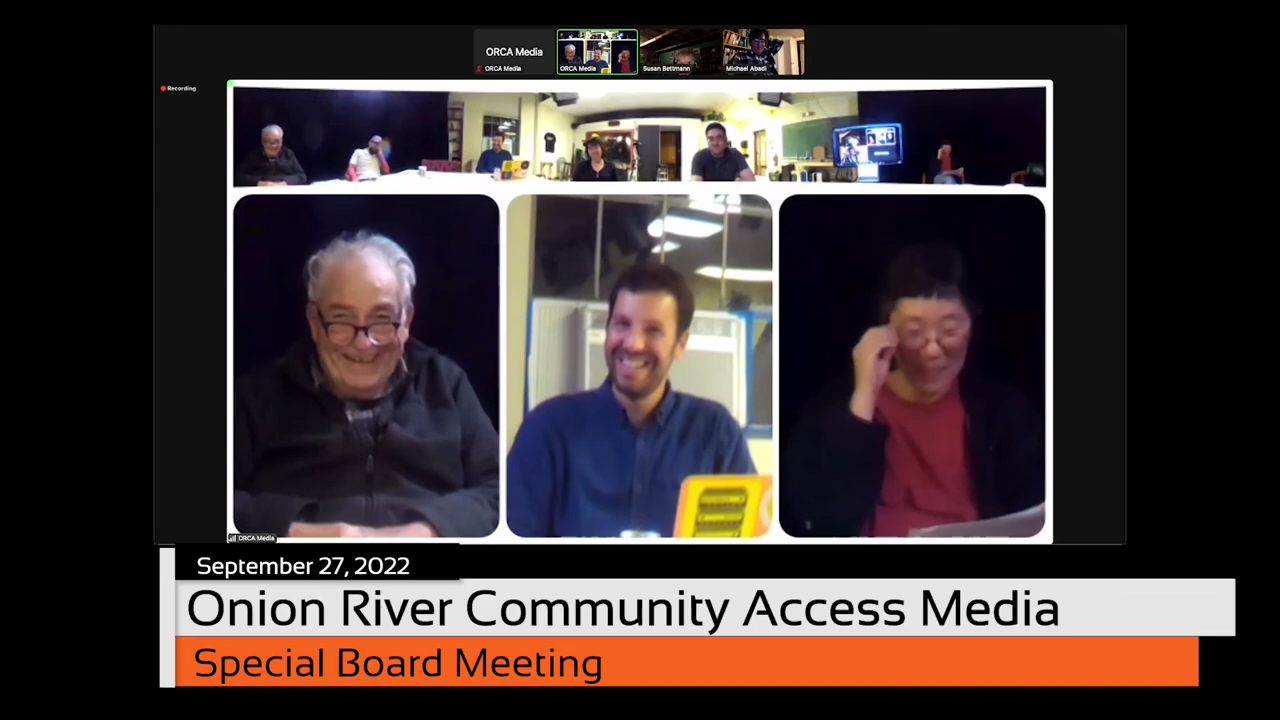 ORCA Media
ORCA Media
ORCA Media
Susan Bettmann
Michael Abadi
Recording
ORCA Media
September 27, 2022
Onion River Community Access Media
Special Board Meeting